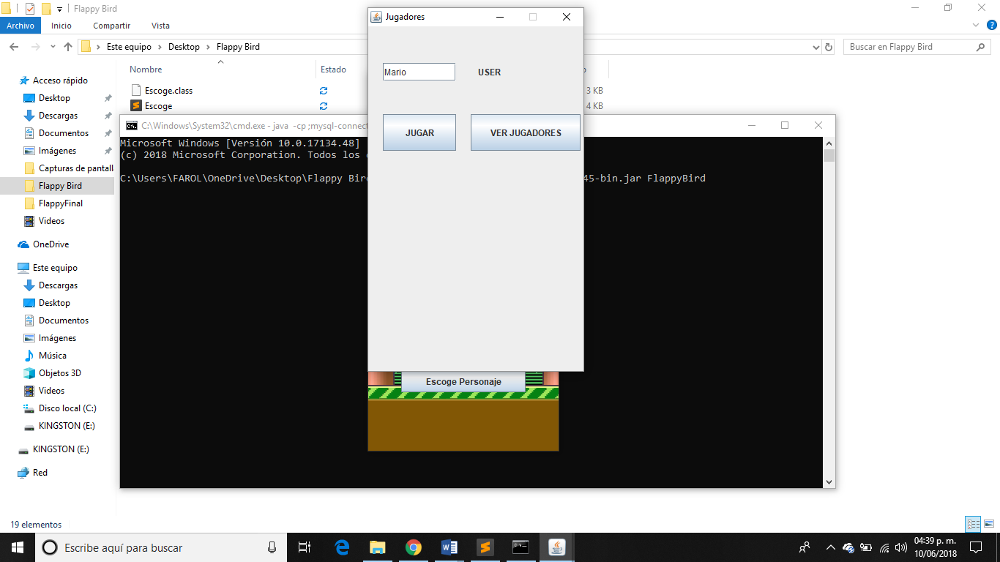 Flappy Bird
Archivo Inicio Compartir Vista
Este equipo Desktop Flappy Bird
Buscar en Flappy Bird
Nombre Estado
Escoge.class 3 KB
Escoge 4 KB
Acceso rápido
Desktop
Descargas
Documentos
Imágenes
Capturas de pantall
Flappy Bird
FlappyFinal
Videos
OneDrive
Este equipo
Descargas
Desktop
Documentos
Imágenes
Música
Objetos 3D
Videos
Disco local (C:)
KINGSTON (E:)
KINGSTON (E:)
Red
19 elementos
C:\Windows\System32\cmd.exe - java -cp ;mysql-connect
Microsoft Windows [Versión 10.0.17134.48]
(c) 2018 Microsoft Corporation. Todos los
C:\Users\FAROL\OneDrive\Desktop\Flappy Bird 45-bin.jar FlappyBird
Jugadores
Mario USER
JUGAR VER JUGADORES
Escoge Personaje
Escribe aquí para buscar
04:39 p. m.
10/06/2018